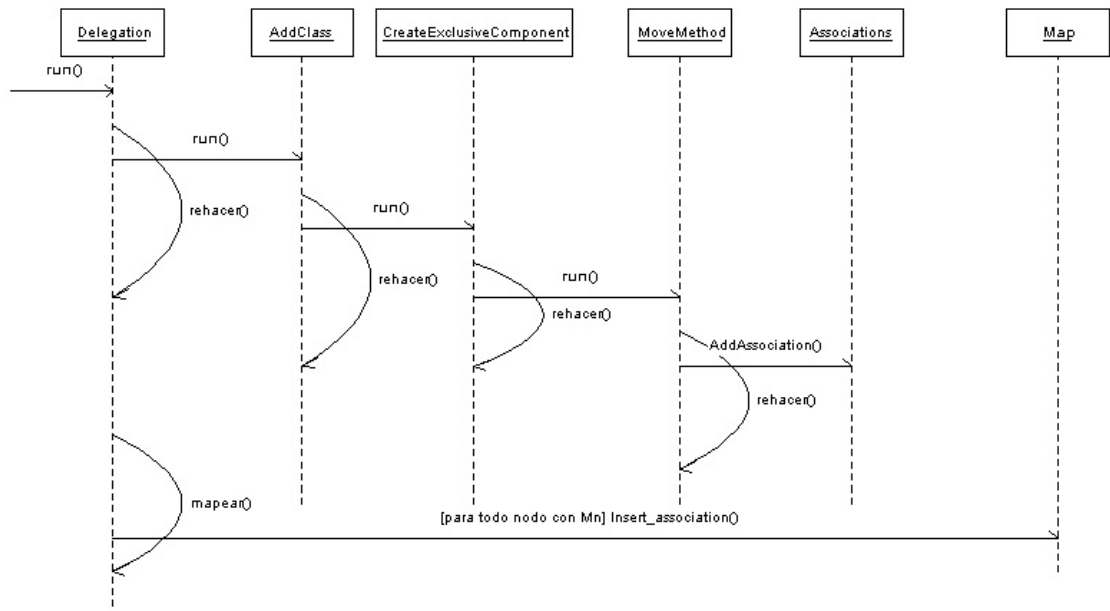 Delegation
AddClass
CreateExclusiveComponent
MoveMethod
Associations
Map
run()
run()
rehacer()
run()
rehacer()
run()
rehacer()
AddAssociation()
rehacer()
mapear()
[para todo nodo con Mn] Insert_association()